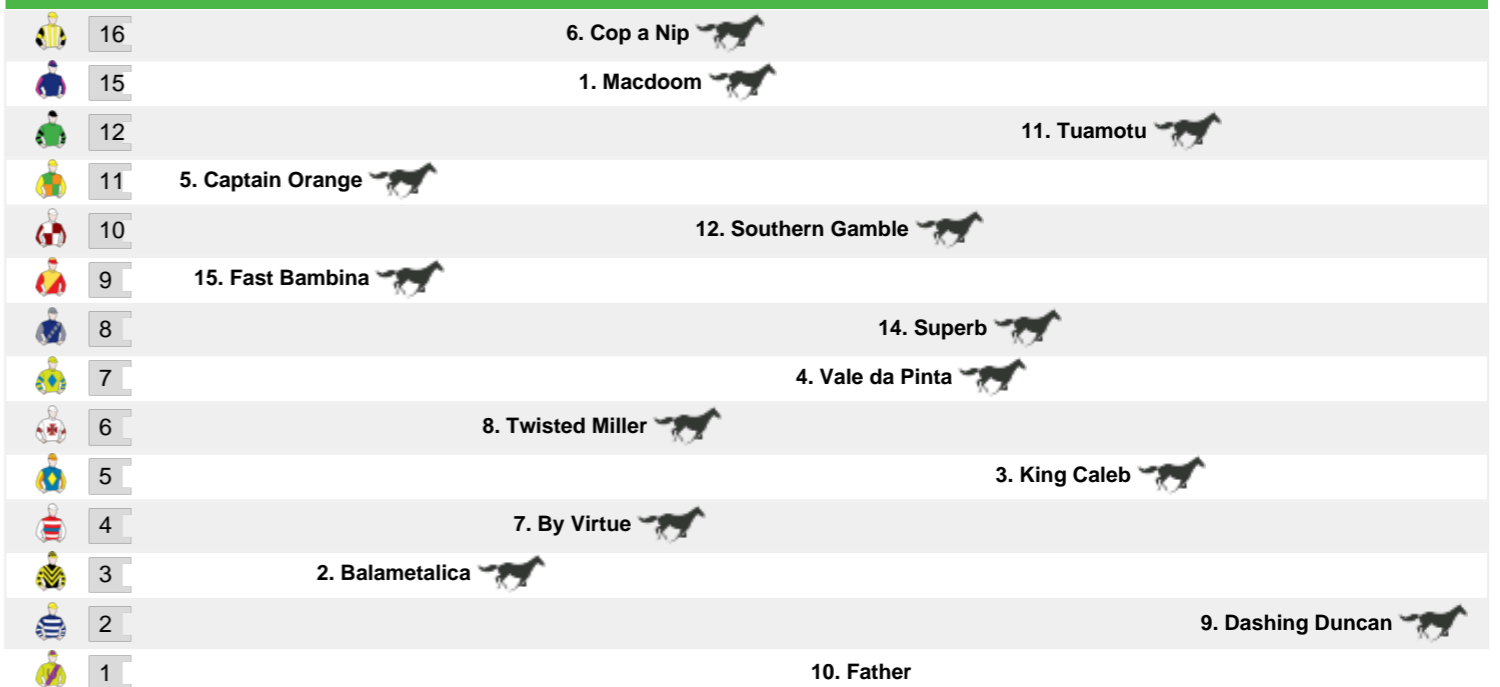 16 6. Cop a Nip
15 1. Macdoom
12 11. Tuamotu
11 5. Captain Orange
10 12. Southern Gamble
9 15. Fast Bambina
8 14. Superb
7 4. Vale da Pinta
6 8. Twisted Miller
5 3. King Caleb
4 7. By Virtue
3 2. Balametalica
2 9. Dashing Duncan
1 10. Father